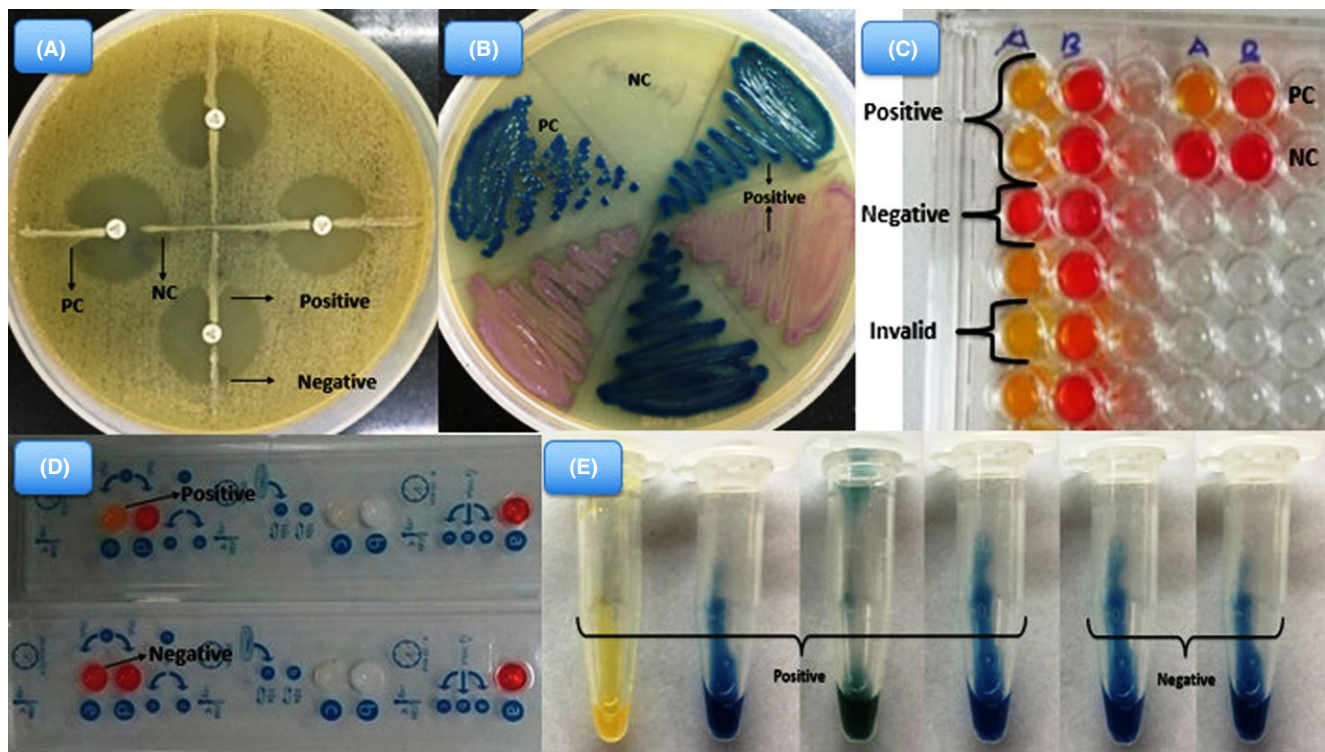 (A)
PC
NC
Positive
Negative
(B)
NC
PC
Positive
(C)
A B A B
Positive
PC
NC
Negative
Invalid
(D)
Positive
e d c b a
Negative
e d c b a
(E)
Positive
Negative